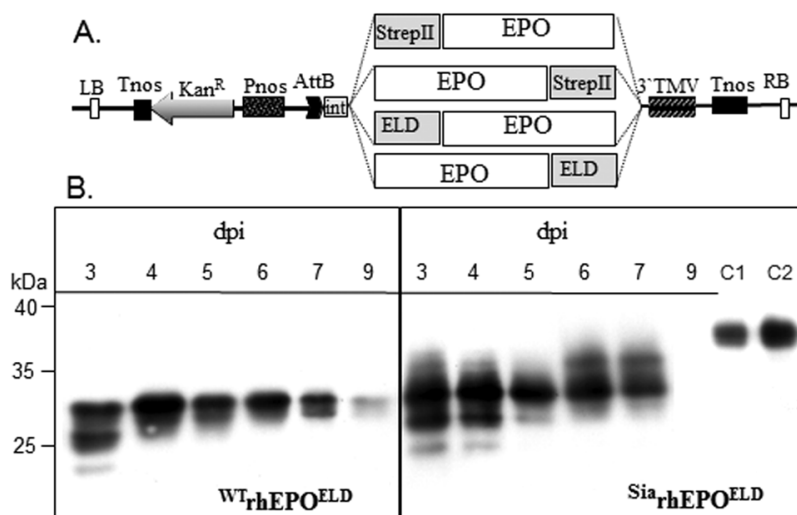 A.
StrepII EPO
EPO StrepII
ELD EPO
EPO ELD
LB Tnos Kan^R Pnos AttB int 3`TMV Tnos RB
B.
dpi dpi
kDa 3 4 5 6 7 9 3 4 5 6 7 9 C1 C2
40
35
25
WTrhEPOELD SiarhEPOELD